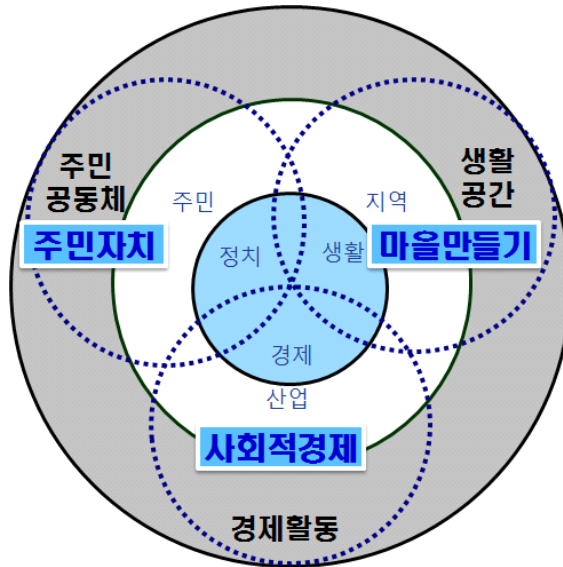 주민
공동체
주민자치
생활
공간
마을만들기
주민
지역
정치
생활
경제
산업
사회적경제
경제활동